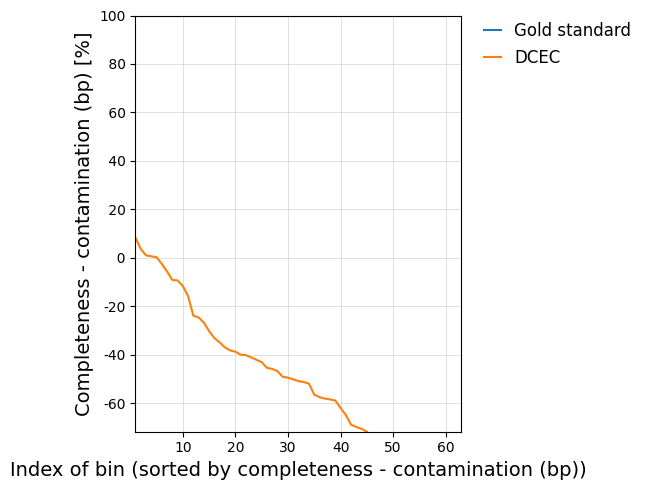 Completeness - contamination (bp) [%]
100
80
60
40
20
0
-20
-40
-60
10 20 30 40 50 60
Index of bin (sorted by completeness - contamination (bp))
Gold standard
DCEC